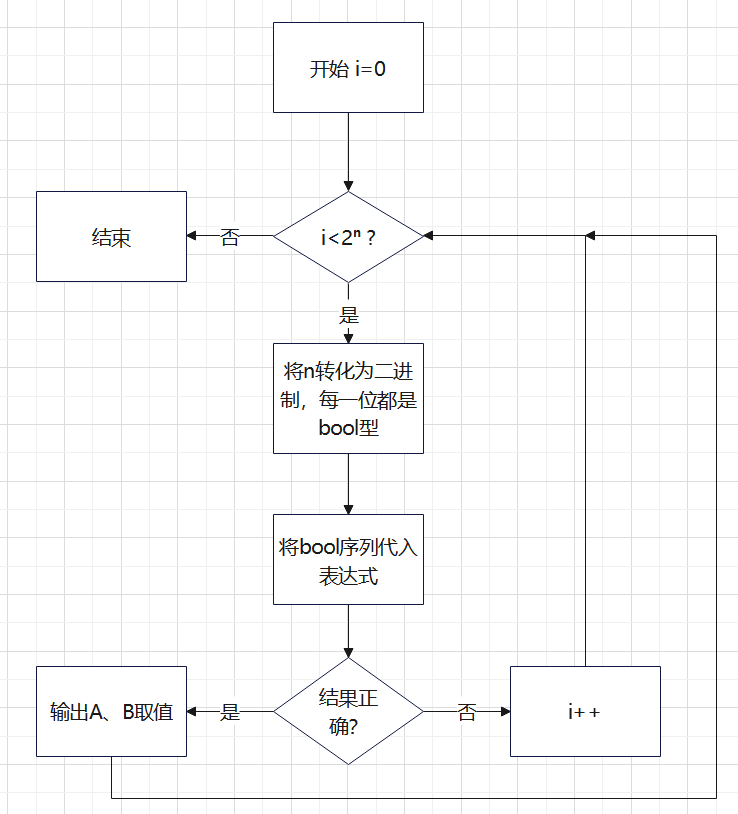 开始 i=0
结束
否
i<2ⁿ ?
是
将n转化为二进
制，每一位都是
bool型
将bool序列代入
表达式
输出A、B取值
是
结果正
确?
否
i++